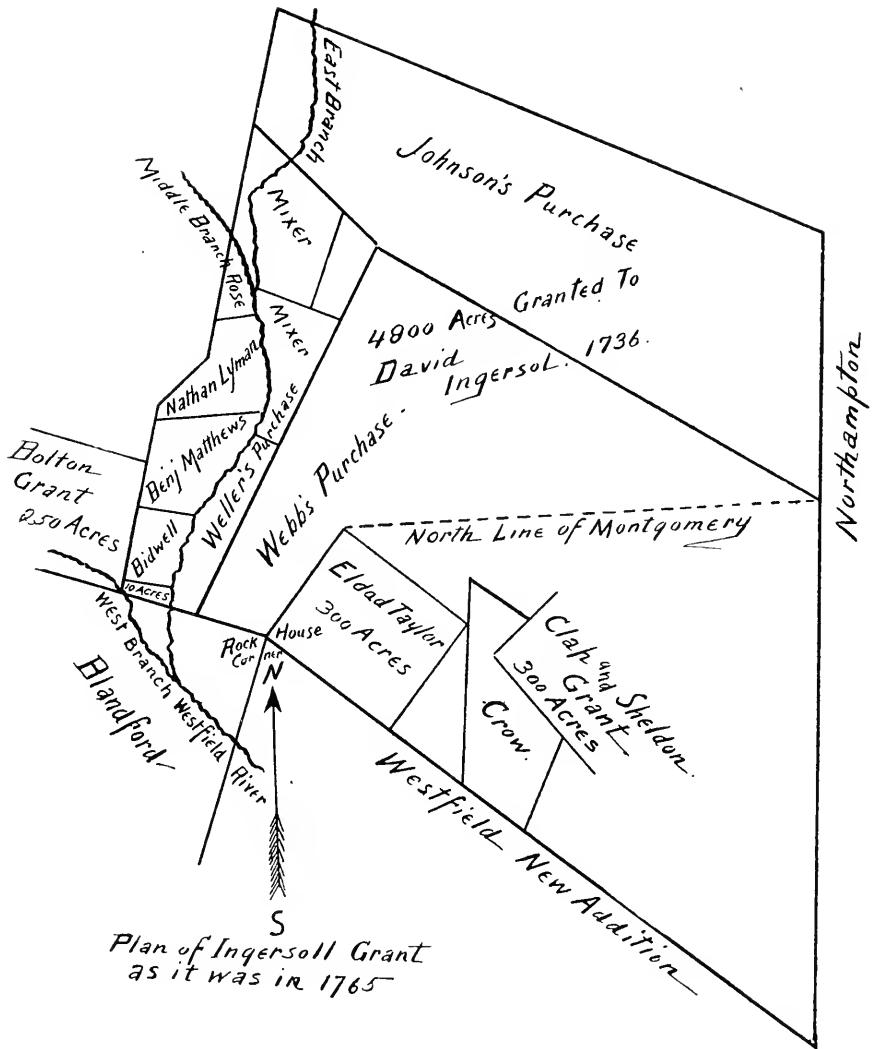 East Branch
Johnson's Purchase
Middle Branch
Mixer
Rose
Mixer
4800 Acres Granted To
David Ingersol. 1736.
Nathan Lyman
Northampton
Benj Matthews
Weller's Purchase
Webb's Purchase.
Bolton
Grant
250 Acres
Bidwell
North Line of Montgomery
10 Acres
Eldad Taylor
300 Acres
Rock House
Corner
West Branch Westfield River
Blandford
Clap and Sheldon
Grant
300 Acres
Crow.
N
Westfield New Addition
S
Plan of Ingersoll Grant
as it was in 1765